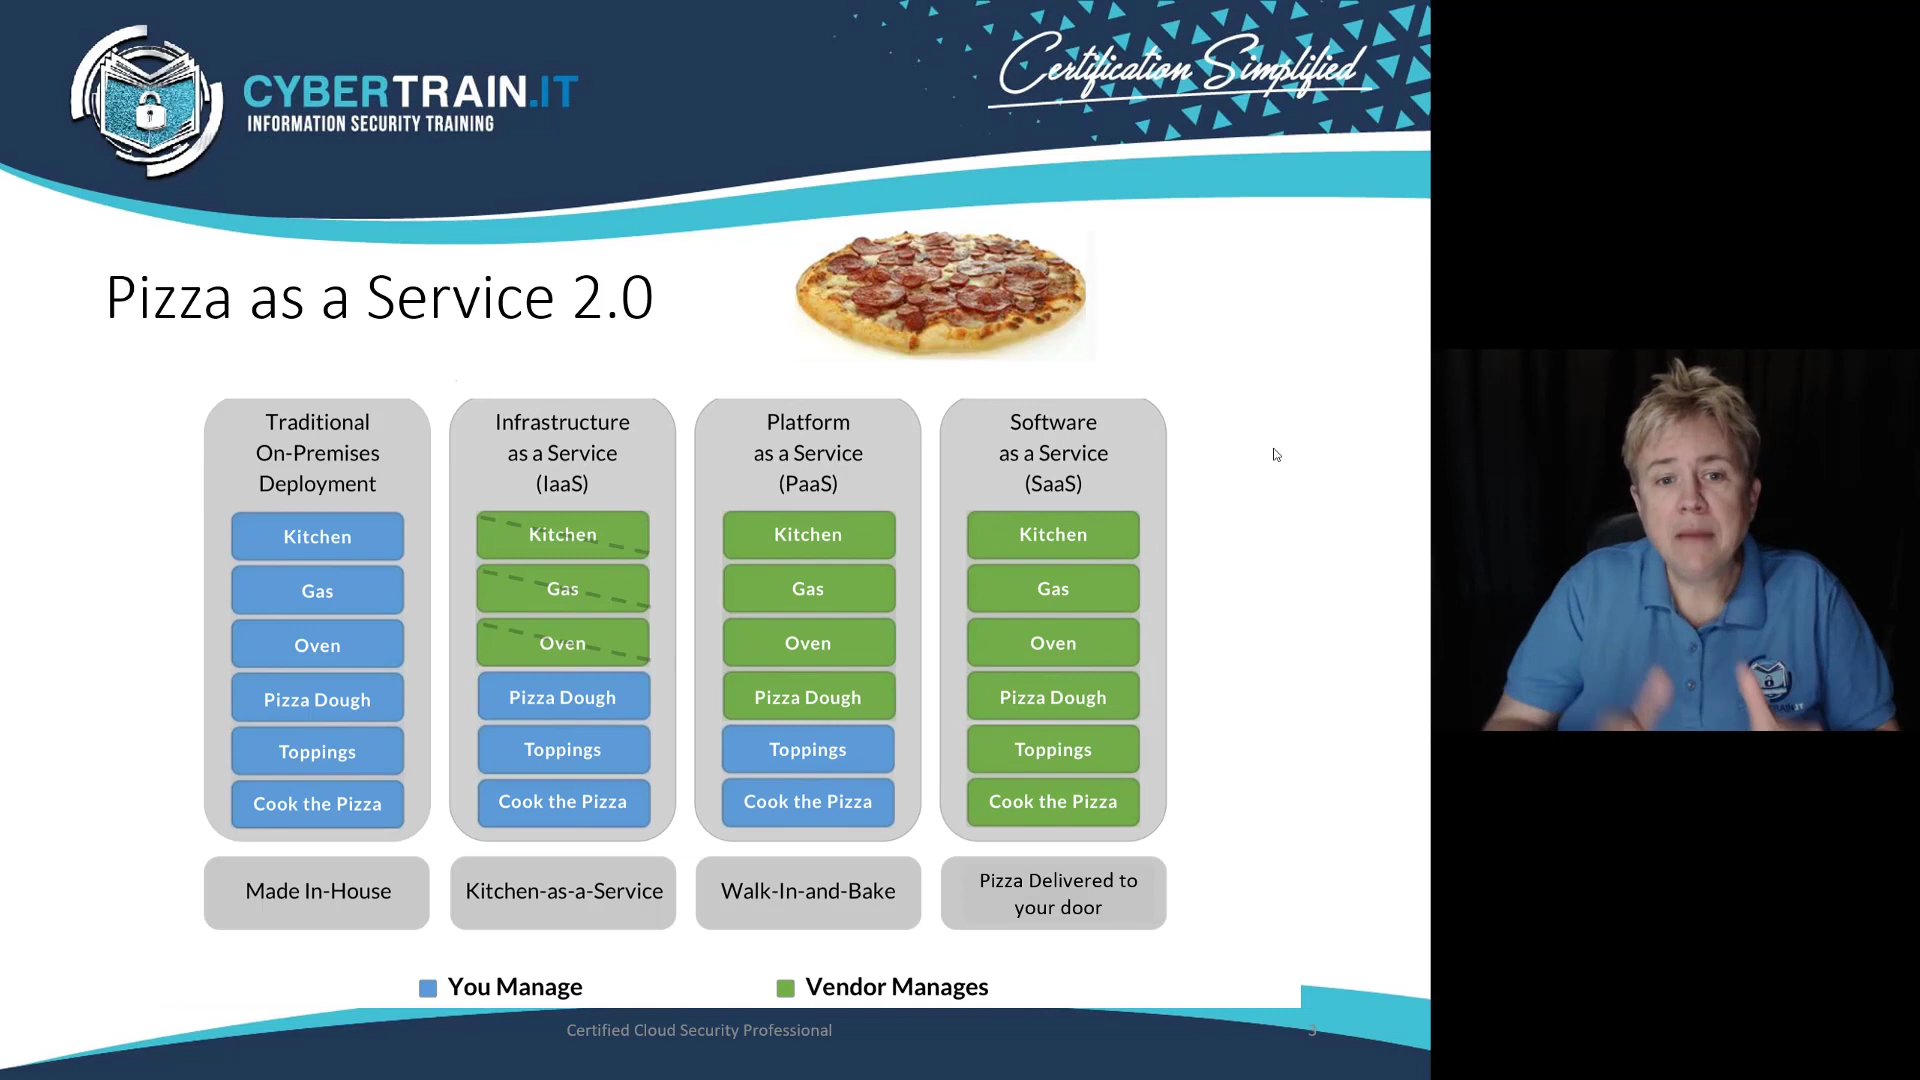 CYBERTRAIN.IT
INFORMATION SECURITY TRAINING
Certification Simplified
Pizza as a Service 2.0
Traditional
On-Premises
Deployment
Kitchen
Gas
Oven
Pizza Dough
Toppings
Cook the Pizza
Made In-House
Infrastructure
as a Service
(IaaS)
Kitchen
Gas
Oven
Pizza Dough
Toppings
Cook the Pizza
Kitchen-as-a-Service
Platform
as a Service
(PaaS)
Kitchen
Gas
Oven
Pizza Dough
Toppings
Cook the Pizza
Walk-In-and-Bake
Software
as a Service
(SaaS)
Kitchen
Gas
Oven
Pizza Dough
Toppings
Cook the Pizza
Pizza Delivered to
your door
You Manage
Vendor Manages
Certified Cloud Security Professional
3